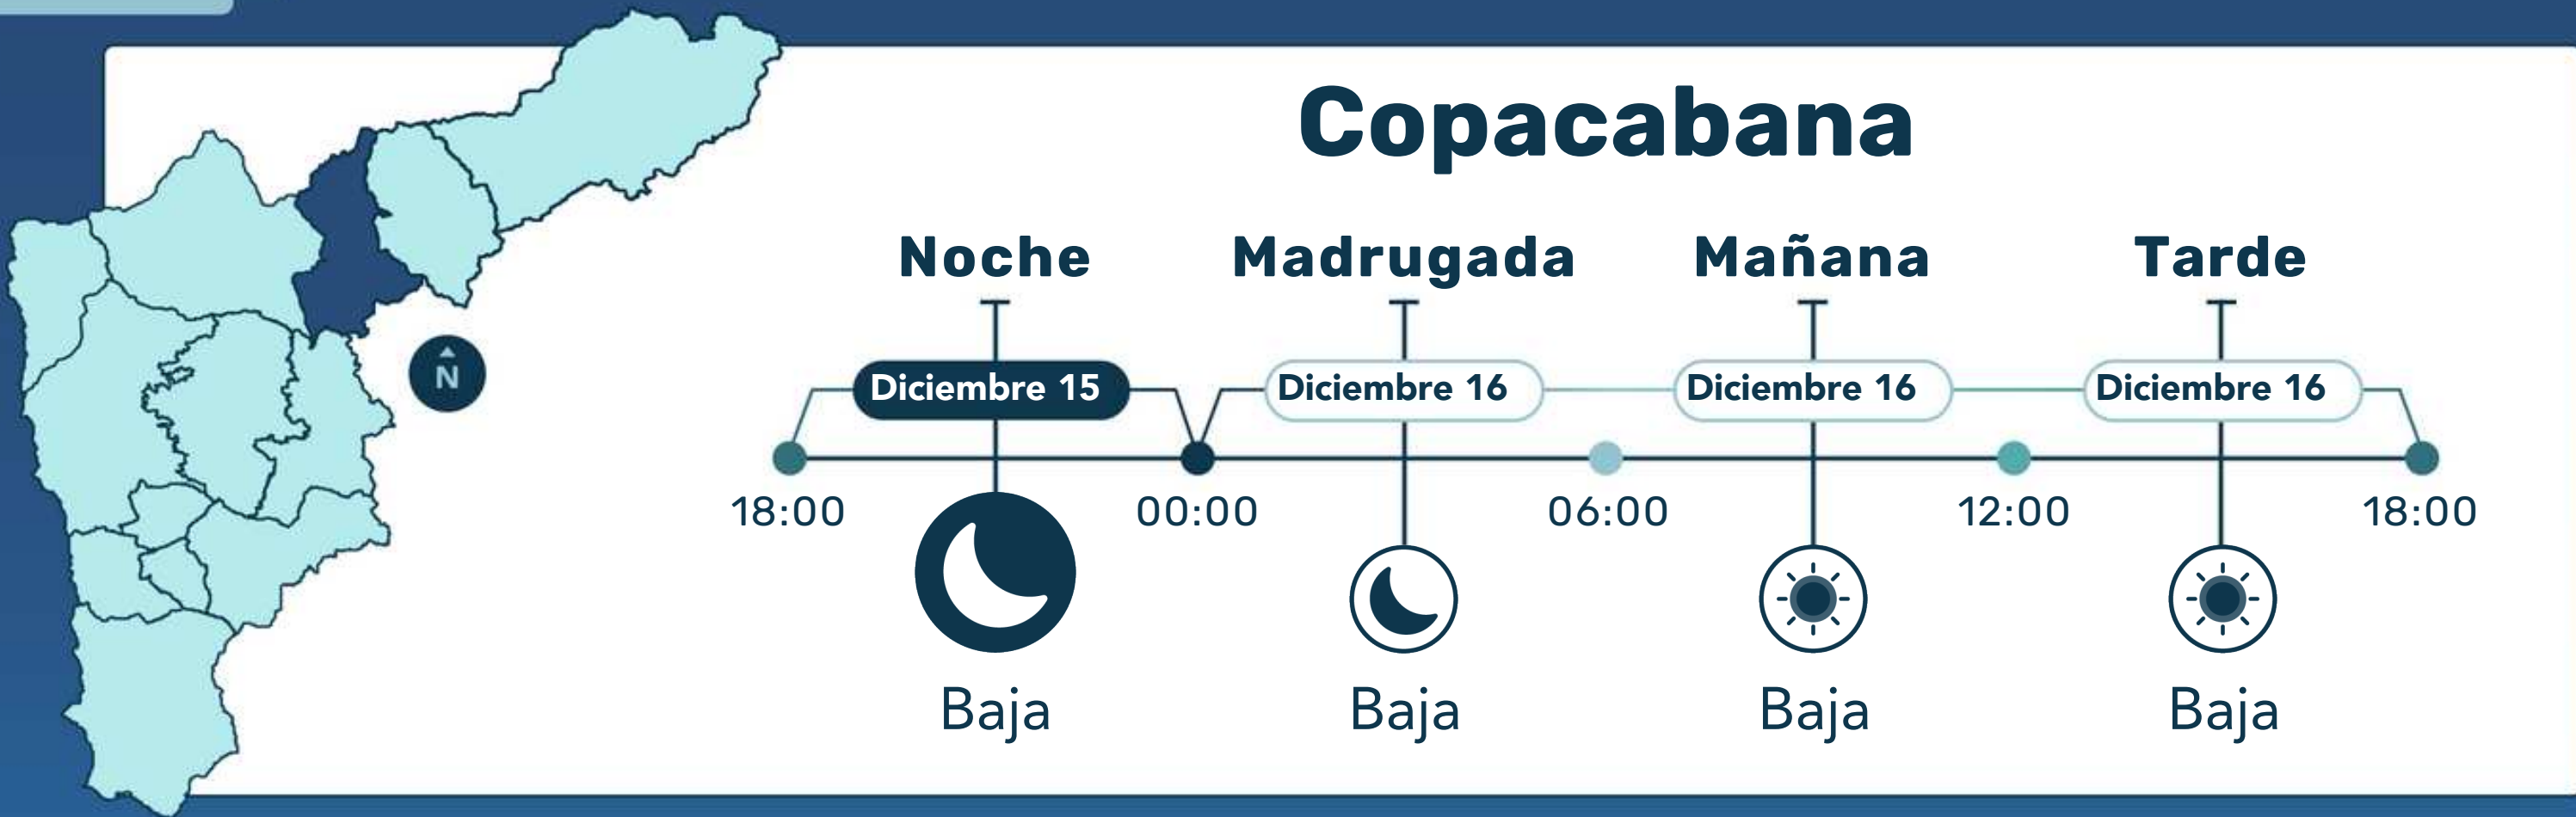 Copacabana
Noche Madrugada Mañana Tarde
Diciembre 15 Diciembre 16 Diciembre 16 Diciembre 16
N
18:00 00:00 06:00 12:00 18:00
Baja Baja Baja Baja